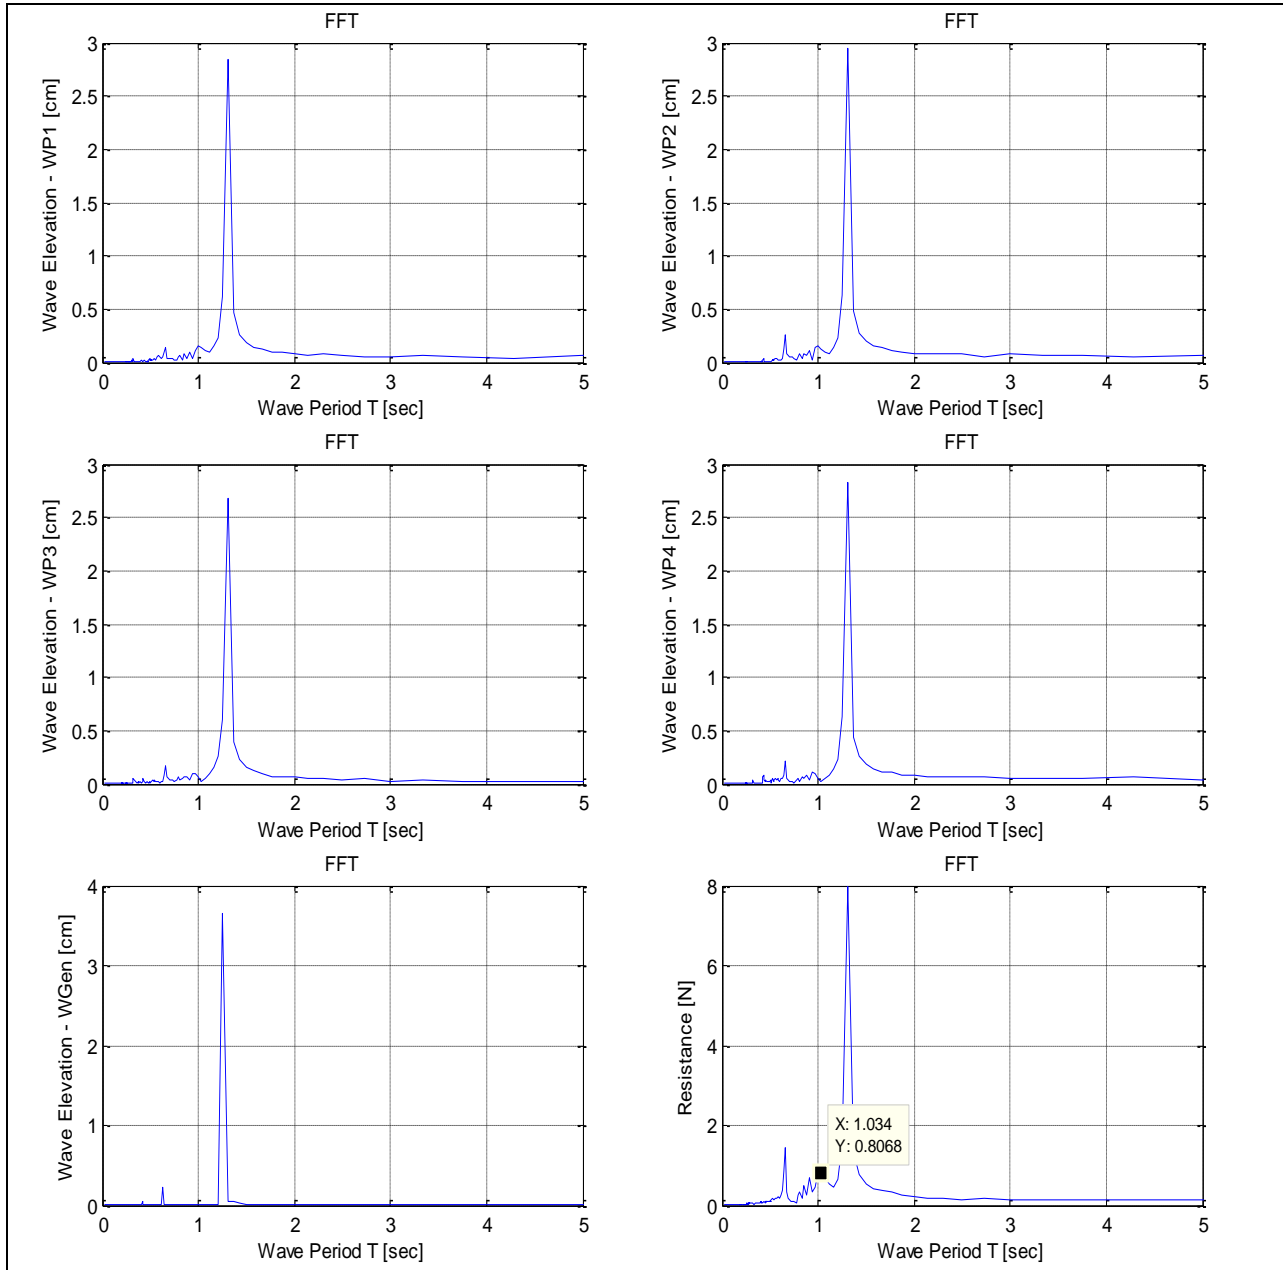 FFT
Wave Elevation - WP1 [cm]
3
2.5
2
1.5
1
0.5
0
0 1 2 3 4 5
Wave Period T [sec]
FFT
Wave Elevation - WP2 [cm]
3
2.5
2
1.5
1
0.5
0
0 1 2 3 4 5
Wave Period T [sec]
FFT
Wave Elevation - WP3 [cm]
3
2.5
2
1.5
1
0.5
0
0 1 2 3 4 5
Wave Period T [sec]
FFT
Wave Elevation - WP4 [cm]
3
2.5
2
1.5
1
0.5
0
0 1 2 3 4 5
Wave Period T [sec]
FFT
Wave Elevation - WGen [cm]
4
3
2
1
0
0 1 2 3 4 5
Wave Period T [sec]
FFT
Resistance [N]
8
6
4
2
0
X: 1.034
Y: 0.8068
0 1 2 3 4 5
Wave Period T [sec]